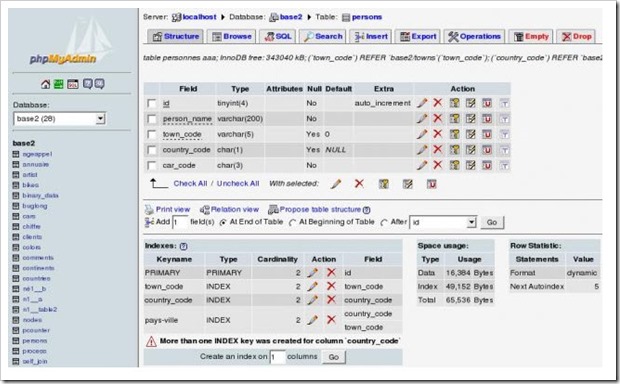 Server: localhost ▸ Database: base2 ▸ Table: persons
phpMyAdmin
Database:
base2 (28)
base2
ageappel
annuaire
artist
bikes
binary_data
buglong
cars
chiffre
clients
colors
comments
continents
countries
n1__a
n1__table2
nodes
pcounter
persons
process
self_join
Structure Browse SQL Search Insert Export Operations Empty Drop
table personnes aaa; InnoDB free: 343040 kB; (`town_code`) REFER `base2/towns`(`town_code`); (`country_code`) REFER `base2
Field Type Attributes Null Default Extra Action
id tinyint(4) No auto_increment
person_name varchar(200) No
town_code varchar(5) Yes 0
country_code char(1) Yes NULL
car_code char(3) No
Check All / Uncheck All With selected:
Print view Relation view Propose table structure
Add 1 field(s) At End of Table At Beginning of Table After id Go
Indexes:
Keyname Type Cardinality Action Field
PRIMARY PRIMARY 2 id
town_code INDEX 2 town_code
country_code INDEX 2 country_code
pays-ville INDEX 2 country_code
town_code
More than one INDEX key was created for column `country_code`
Create an index on 1 columns Go
Space usage:
Type Usage
Data 16,384 Bytes
Index 49,152 Bytes
Total 65,536 Bytes
Row Statistic:
Statements Value
Format dynamic
Next Autoindex 5